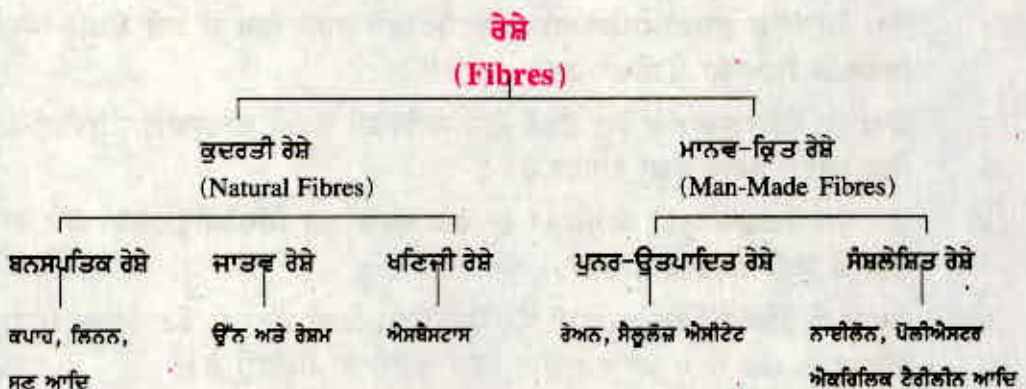 ਰੇਸ਼ੇ
(Fibres)
ਕੁਦਰਤੀ ਰੇਸ਼ੇ
(Natural Fibres)
ਮਾਨਵ-ਕ੍ਰਿਤ ਰੇਸ਼ੇ
(Man-Made Fibres)
ਬਨਸਪਤਿਕ ਰੇਸ਼ੇ
ਜਾਤਵ ਰੇਸ਼ੇ
ਖਣਿਜੀ ਰੇਸ਼ੇ
ਪੁਨਰ-ਉਤਪਾਦਿਤ ਰੇਸ਼ੇ
ਸੰਸ਼ਲੇਸ਼ਿਤ ਰੇਸ਼ੇ
ਕਪਾਹ, ਲਿਨਨ,
ਸਣ ਆਦਿ
ਉੱਨ ਅਤੇ ਰੇਸ਼ਮ
ਐਸਬੈਸਟਾਸ
ਰੇਅਨ, ਸੈਲੂਲੋਜ਼ ਐਸੀਟੇਟ
ਨਾਈਲੋਨ, ਪੋਲੀਐਸਟਰ
ਐਕਰਿਲਿਕ ਟੈਰੀਲੀਨ ਆਦਿ